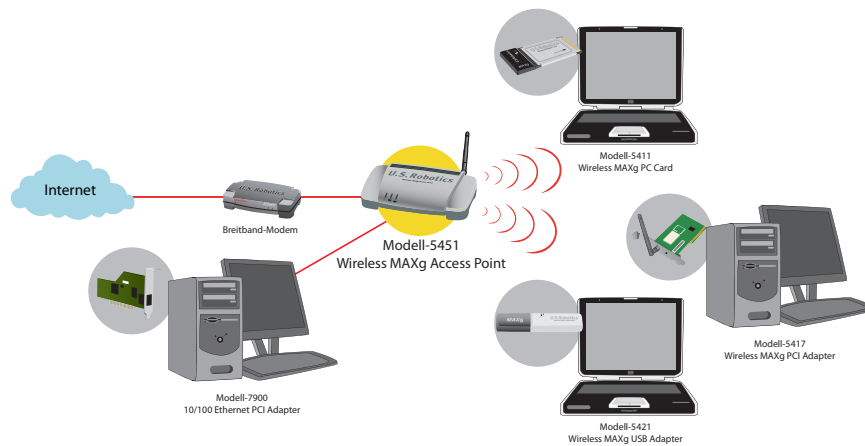 Internet
Breitband-Modem
U.S. Robotics
Modell-5451
Wireless MAXg Access Point
Modell-5411
Wireless MAXg PC Card
Modell-5417
Wireless MAXg PCI Adapter
MAXg
U.S. Robotics
Modell-5421
Wireless MAXg USB Adapter
Modell-7900
10/100 Ethernet PCI Adapter